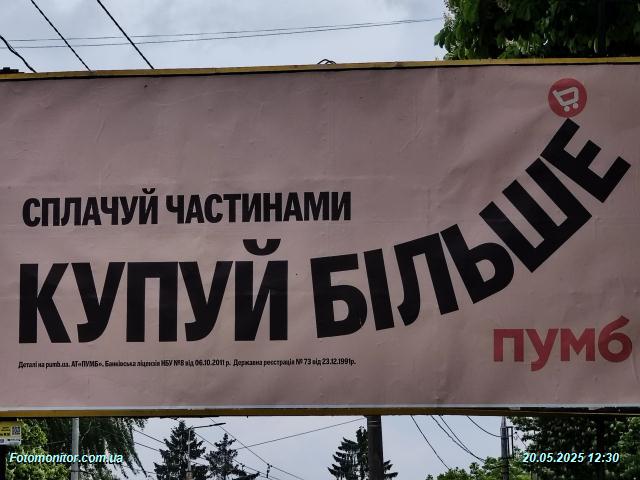 СПЛАЧУЙ ЧАСТИНАМИ
КУПУЙ БІЛЬШЕ
пумб
Деталі на pumb.ua. АТ«ПУМБ». Банківська ліцензія НБУ №8 від 06.10.2011 р. Державна реєстрація № 73 від 23.12.1991р.
Fotomonitor.com.ua
20.05.2025 12:30